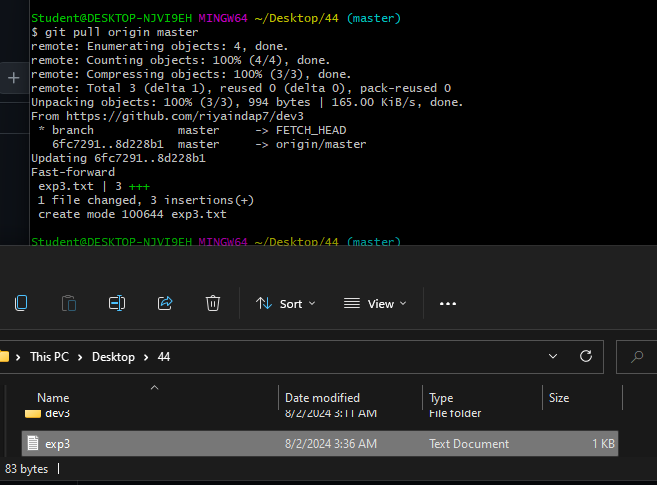 Student@DESKTOP-NJVI9EH MINGW64 ~/Desktop/44 (master)
$ git pull origin master
remote: Enumerating objects: 4, done.
remote: Counting objects: 100% (4/4), done.
remote: Compressing objects: 100% (3/3), done.
remote: Total 3 (delta 1), reused 0 (delta 0), pack-reused 0
Unpacking objects: 100% (3/3), 994 bytes | 165.00 KiB/s, done.
From https://github.com/riyaindap7/dev3
 * branch            master     -> FETCH_HEAD
   6fc7291..8d228b1  master     -> origin/master
Updating 6fc7291..8d228b1
Fast-forward
 exp3.txt | 3 +++
 1 file changed, 3 insertions(+)
 create mode 100644 exp3.txt
Student@DESKTOP-NJVI9EH MINGW64 ~/Desktop/44 (master)
Sort View
This PC > Desktop > 44
Name Date modified Type Size
dev3 8/2/2024 3:11 AM File folder
exp3 8/2/2024 3:36 AM Text Document 1 KB
83 bytes |